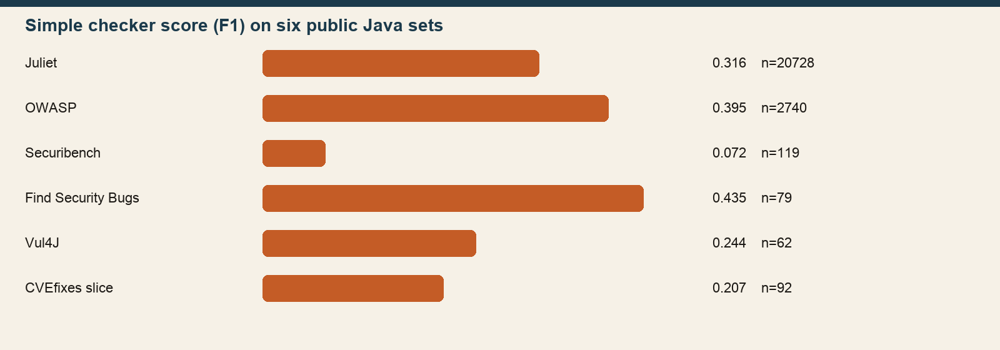 Simple checker score (F1) on six public Java sets
Juliet 0.316 n=20728
OWASP 0.395 n=2740
Securibench 0.072 n=119
Find Security Bugs 0.435 n=79
Vul4J 0.244 n=62
CVEfixes slice 0.207 n=92